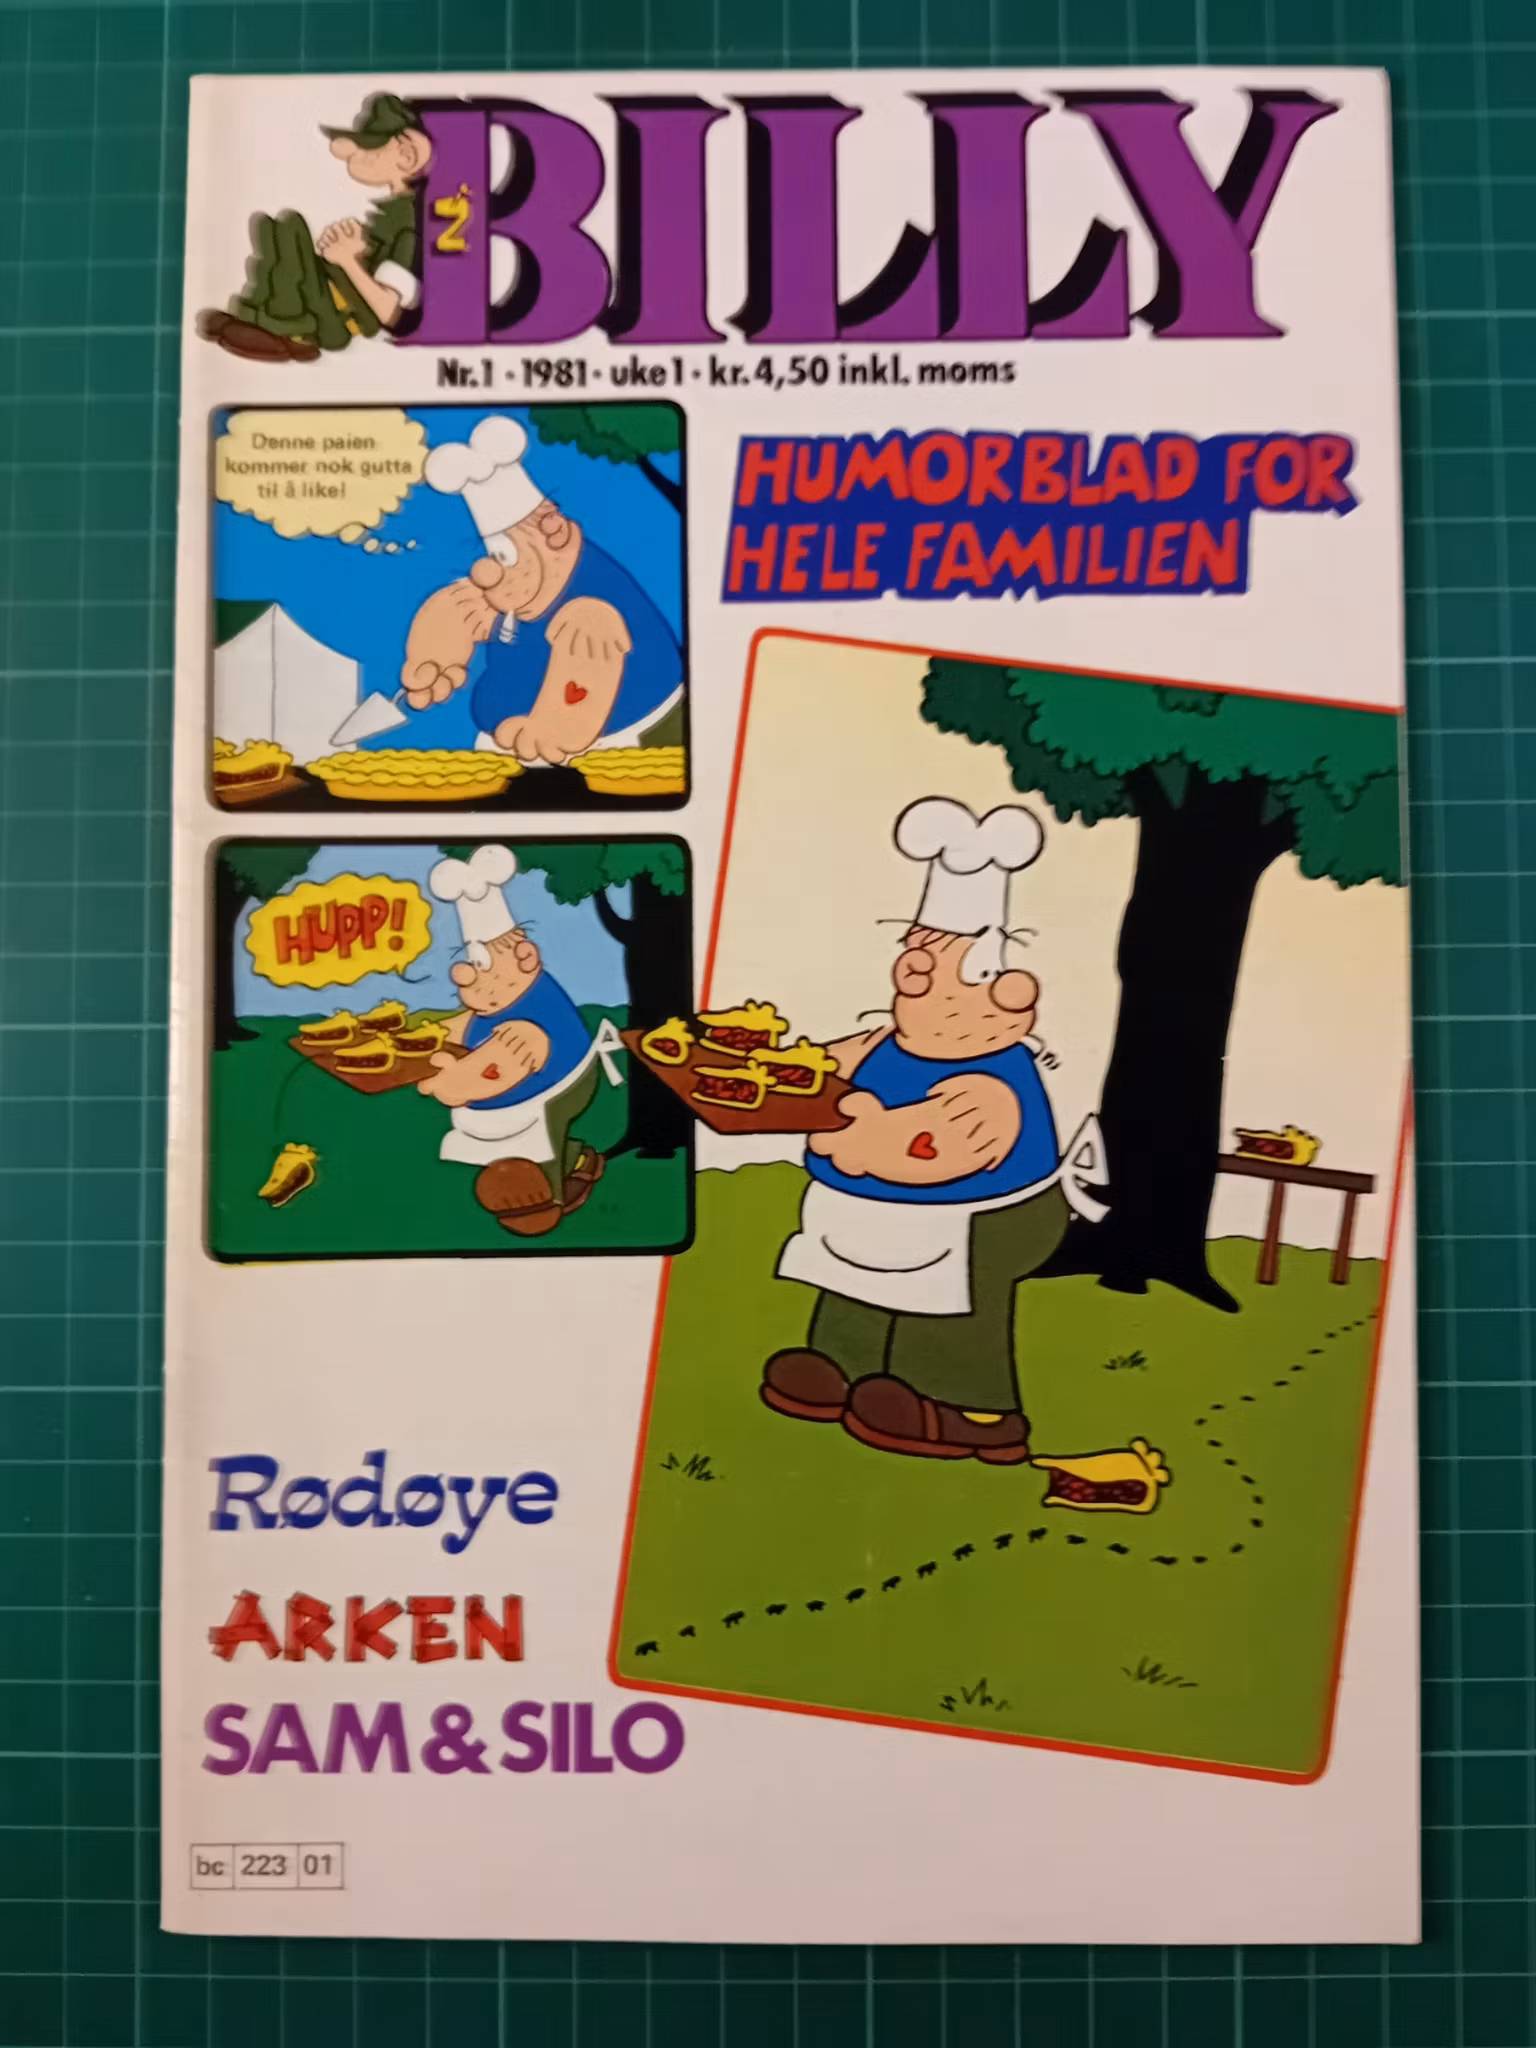 BILLY
Nr.1 · 1981 · uke 1 · kr. 4,50 inkl. moms
Denne paien
kommer nok gutta
til å like!
HUMORBLAD FOR
HELE FAMILIEN
HUPP!
Rødøye
ARKEN
SAM & SILO
bc 223 01